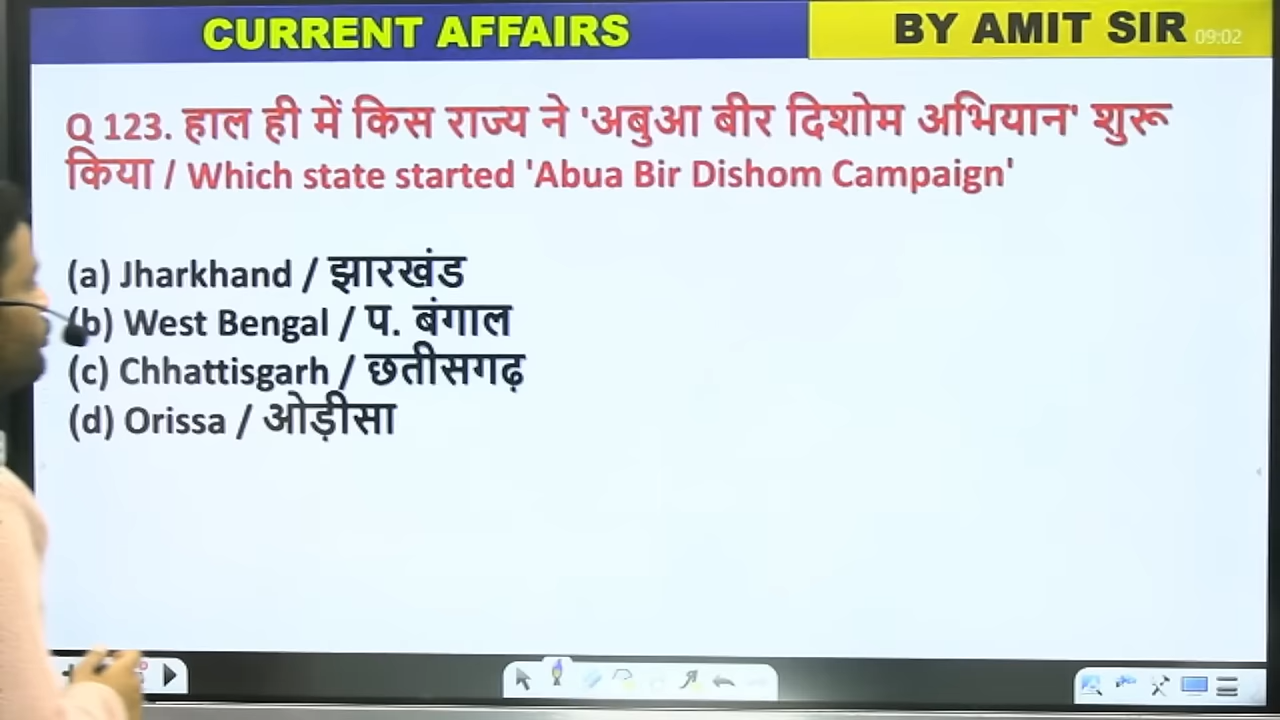 CURRENT AFFAIRS
BY AMIT SIR
09:02
Q 123. हाल ही में किस राज्य ने 'अबुआ बीर दिशोम अभियान' शुरू
किया / Which state started 'Abua Bir Dishom Campaign'
(a) Jharkhand / झारखंड
(b) West Bengal / प. बंगाल
(c) Chhattisgarh / छतीसगढ़
(d) Orissa / ओड़ीसा